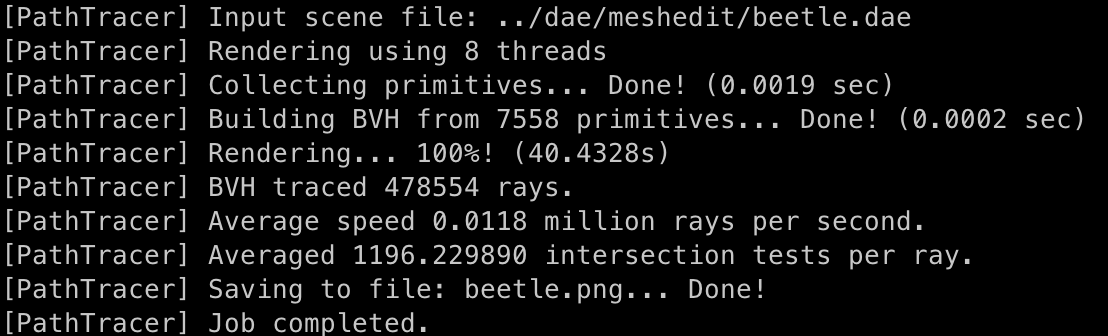 [PathTracer] Input scene file: ../dae/meshedit/beetle.dae
[PathTracer] Rendering using 8 threads
[PathTracer] Collecting primitives... Done! (0.0019 sec)
[PathTracer] Building BVH from 7558 primitives... Done! (0.0002 sec)
[PathTracer] Rendering... 100%! (40.4328s)
[PathTracer] BVH traced 478554 rays.
[PathTracer] Average speed 0.0118 million rays per second.
[PathTracer] Averaged 1196.229890 intersection tests per ray.
[PathTracer] Saving to file: beetle.png... Done!
[PathTracer] Job completed.